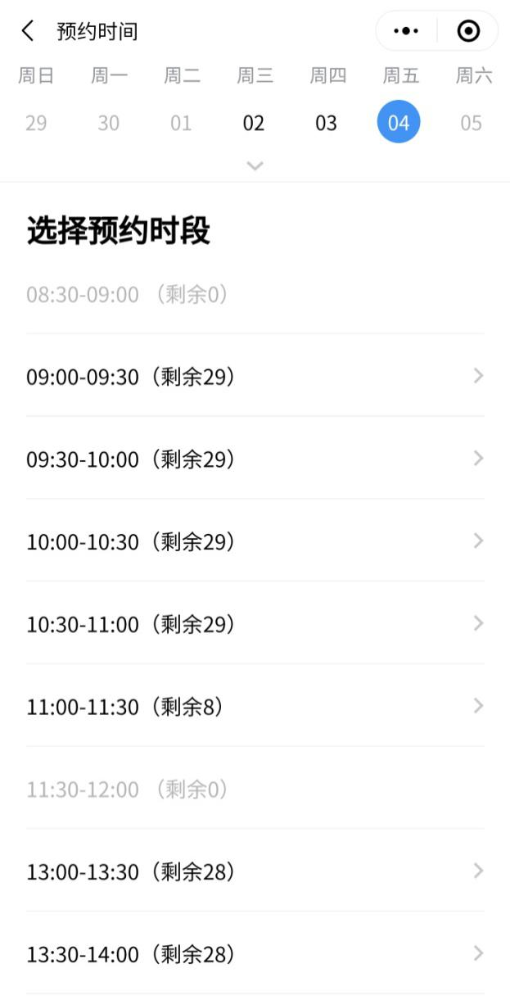 预约时间
周日 周一 周二 周三 周四 周五 周六
29 30 01 02 03 04 05
选择预约时段
08:30-09:00 （剩余0）
09:00-09:30（剩余29）
09:30-10:00（剩余29）
10:00-10:30（剩余29）
10:30-11:00（剩余29）
11:00-11:30（剩余8）
11:30-12:00 （剩余0）
13:00-13:30（剩余28）
13:30-14:00（剩余28）